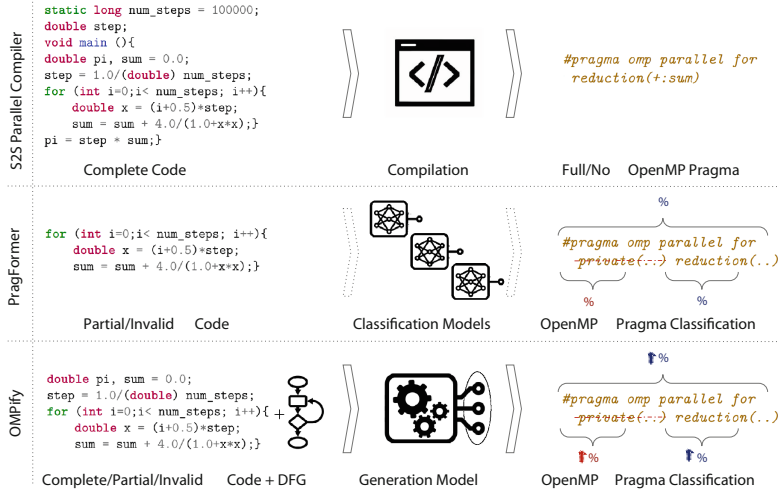 S2S Parallel Compiler
static long num_steps = 100000;
double step;
void main (){
double pi, sum = 0.0;
step = 1.0/(double) num_steps;
for (int i=0;i< num_steps; i++){
double x = (i+0.5)*step;
sum = sum + 4.0/(1.0+x*x);}
pi = step * sum;}
</>
#pragma omp parallel for
reduction(+:sum)
Complete Code
Compilation
Full/No OpenMP Pragma
PragFormer
for (int i=0;i< num_steps; i++){
double x = (i+0.5)*step;
sum = sum + 4.0/(1.0+x*x);}
%
#pragma omp parallel for
private(..) reduction(..)
% %
Partial/Invalid Code
Classification Models
OpenMP Pragma Classification
OMPify
double pi, sum = 0.0;
step = 1.0/(double) num_steps;
for (int i=0;i< num_steps; i++){
double x = (i+0.5)*step;
sum = sum + 4.0/(1.0+x*x);}
+
%
#pragma omp parallel for
private(..) reduction(..)
% %
Complete/Partial/Invalid Code + DFG
Generation Model
OpenMP Pragma Classification